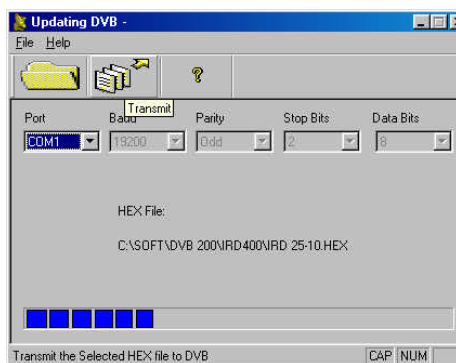 Updating DVB -
File Help
?
Transmit
Port Baud Parity Stop Bits Data Bits
COM1 19200 Odd 2 8
HEX File:
C:\SOFT\DVB 200\IRD400\IRD 25-10.HEX
Transmit the Selected HEX file to DVB CAP NUM